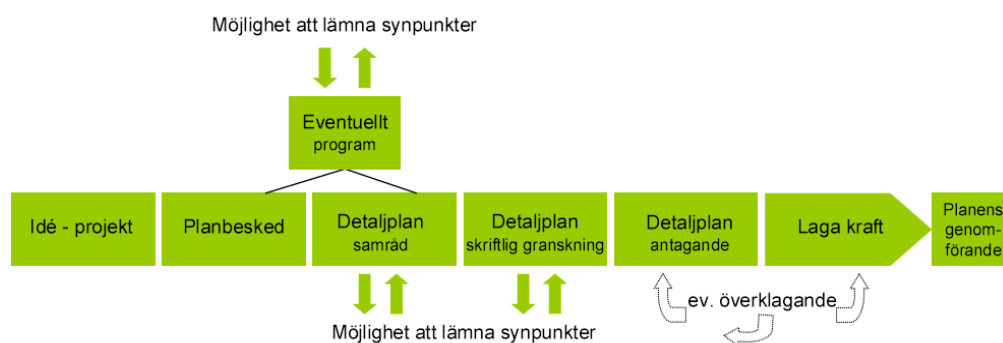 Möjlighet att lämna synpunkter
Eventuellt
program
Idé - projekt
Planbesked
Detaljplan
samråd
Detaljplan
skriftlig granskning
Detaljplan
antagande
Laga kraft
Planens
genom-
förande
ev. överklagande
Möjlighet att lämna synpunkter